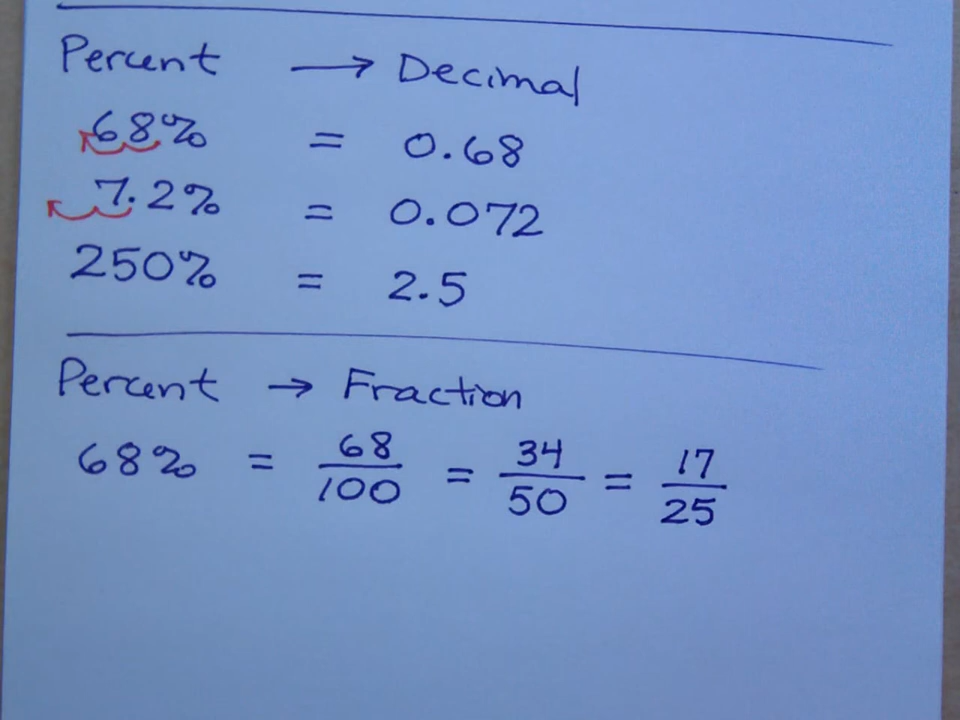 Percent → Decimal
68% = 0.68
7.2% = 0.072
250% = 2.5
Percent → Fraction
68% = 68/100 = 34/50 = 17/25